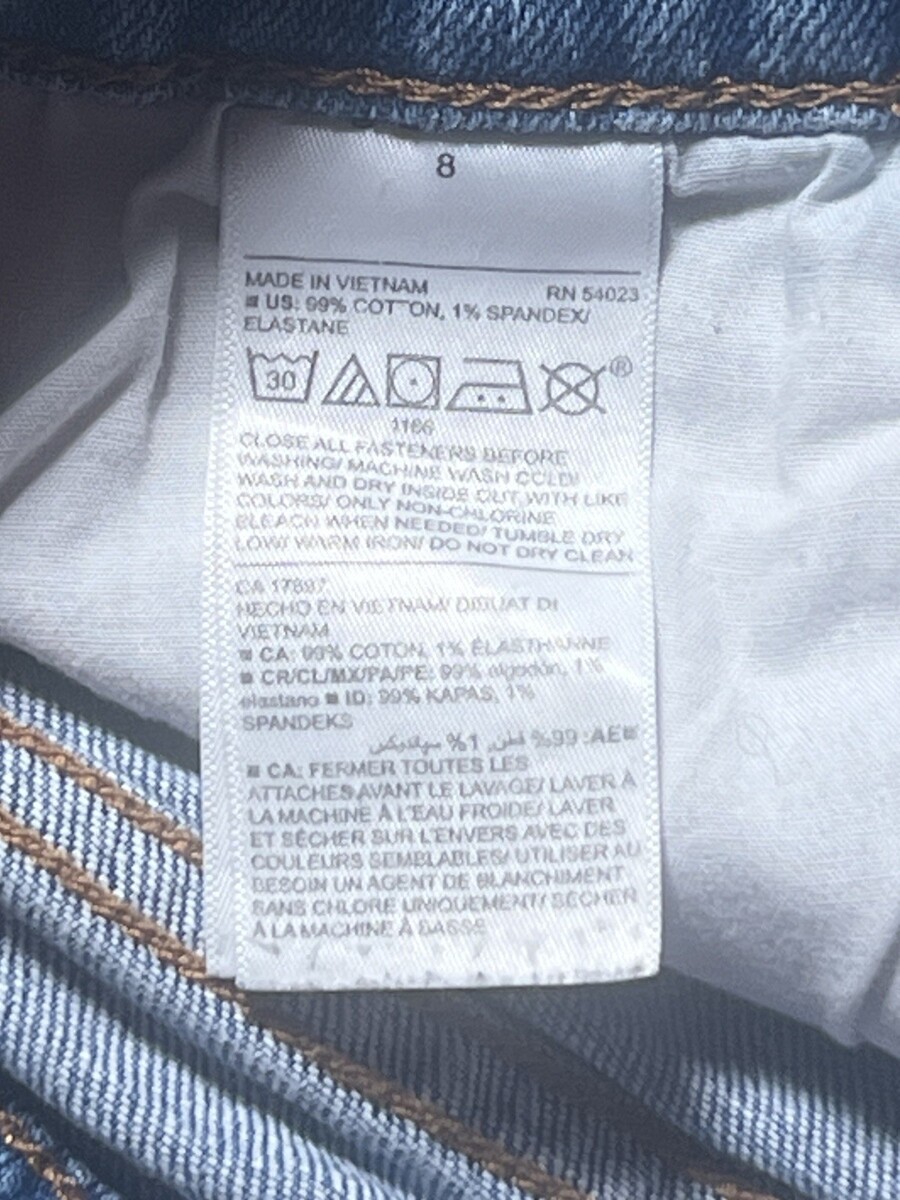 8
MADE IN VIETNAM RN 54023
■ US: 99% COTTON, 1% SPANDEX/
ELASTANE
30
®
1166
CLOSE ALL FASTENERS BEFORE
WASHING/ MACHINE WASH COLD/
WASH AND DRY INSIDE OUT WITH LIKE
COLORS/ ONLY NON-CHLORINE
BLEACH WHEN NEEDED/ TUMBLE DRY
LOW/ WARM IRON/ DO NOT DRY CLEAN
CA 17897
HECHO EN VIETNAM/ DIBUAT DI
VIETNAM
■ CA: 99% COTON, 1% ÉLASTHANNE
■ CR/CL/MX/PA/PE: 99% algodón, 1%
elastano ■ ID: 99% KAPAS, 1%
SPANDEKS
■AE: 99% قطن, 1% سپانديكس
■ CA: FERMER TOUTES LES
ATTACHES AVANT LE LAVAGE/ LAVER À
LA MACHINE À L'EAU FROIDE/ LAVER
ET SÉCHER SUR L'ENVERS AVEC DES
COULEURS SEMBLABLES/ UTILISER AU
BESOIN UN AGENT DE BLANCHIMENT
SANS CHLORE UNIQUEMENT/ SÉCHER
À LA MACHINE À BASSE